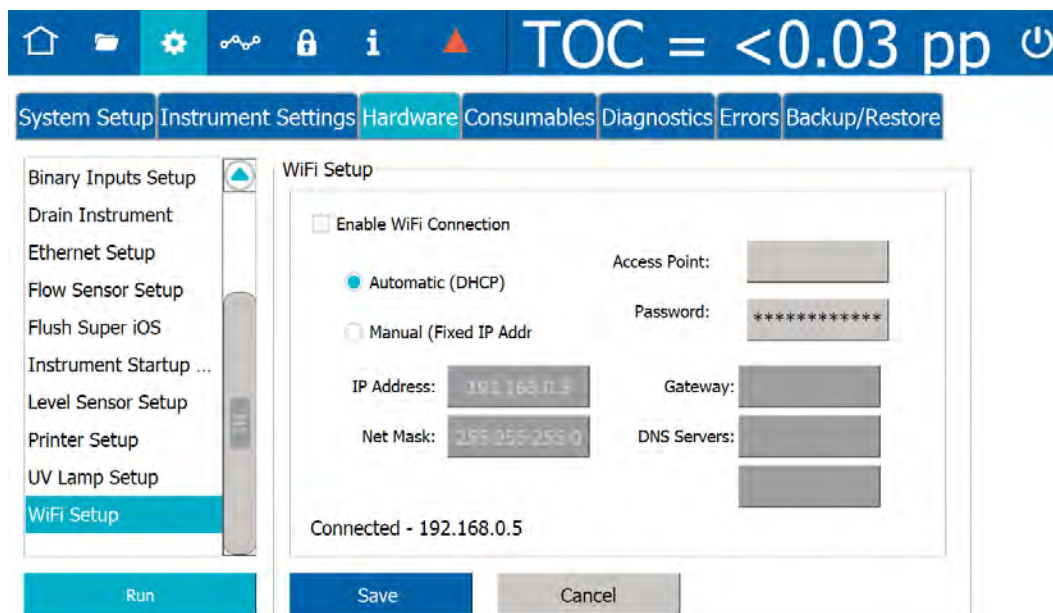 TOC = <0.03 pp
System Setup Instrument Settings Hardware Consumables Diagnostics Errors Backup/Restore
Binary Inputs Setup
Drain Instrument
Ethernet Setup
Flow Sensor Setup
Flush Super iOS
Instrument Startup ...
Level Sensor Setup
Printer Setup
UV Lamp Setup
WiFi Setup
Run
WiFi Setup
Enable WiFi Connection
Automatic (DHCP)
Manual (Fixed IP Addr
Access Point:
Password: ************
IP Address:
Net Mask: 255.255.255.0
Gateway:
DNS Servers:
Connected - 192.168.0.5
Save Cancel